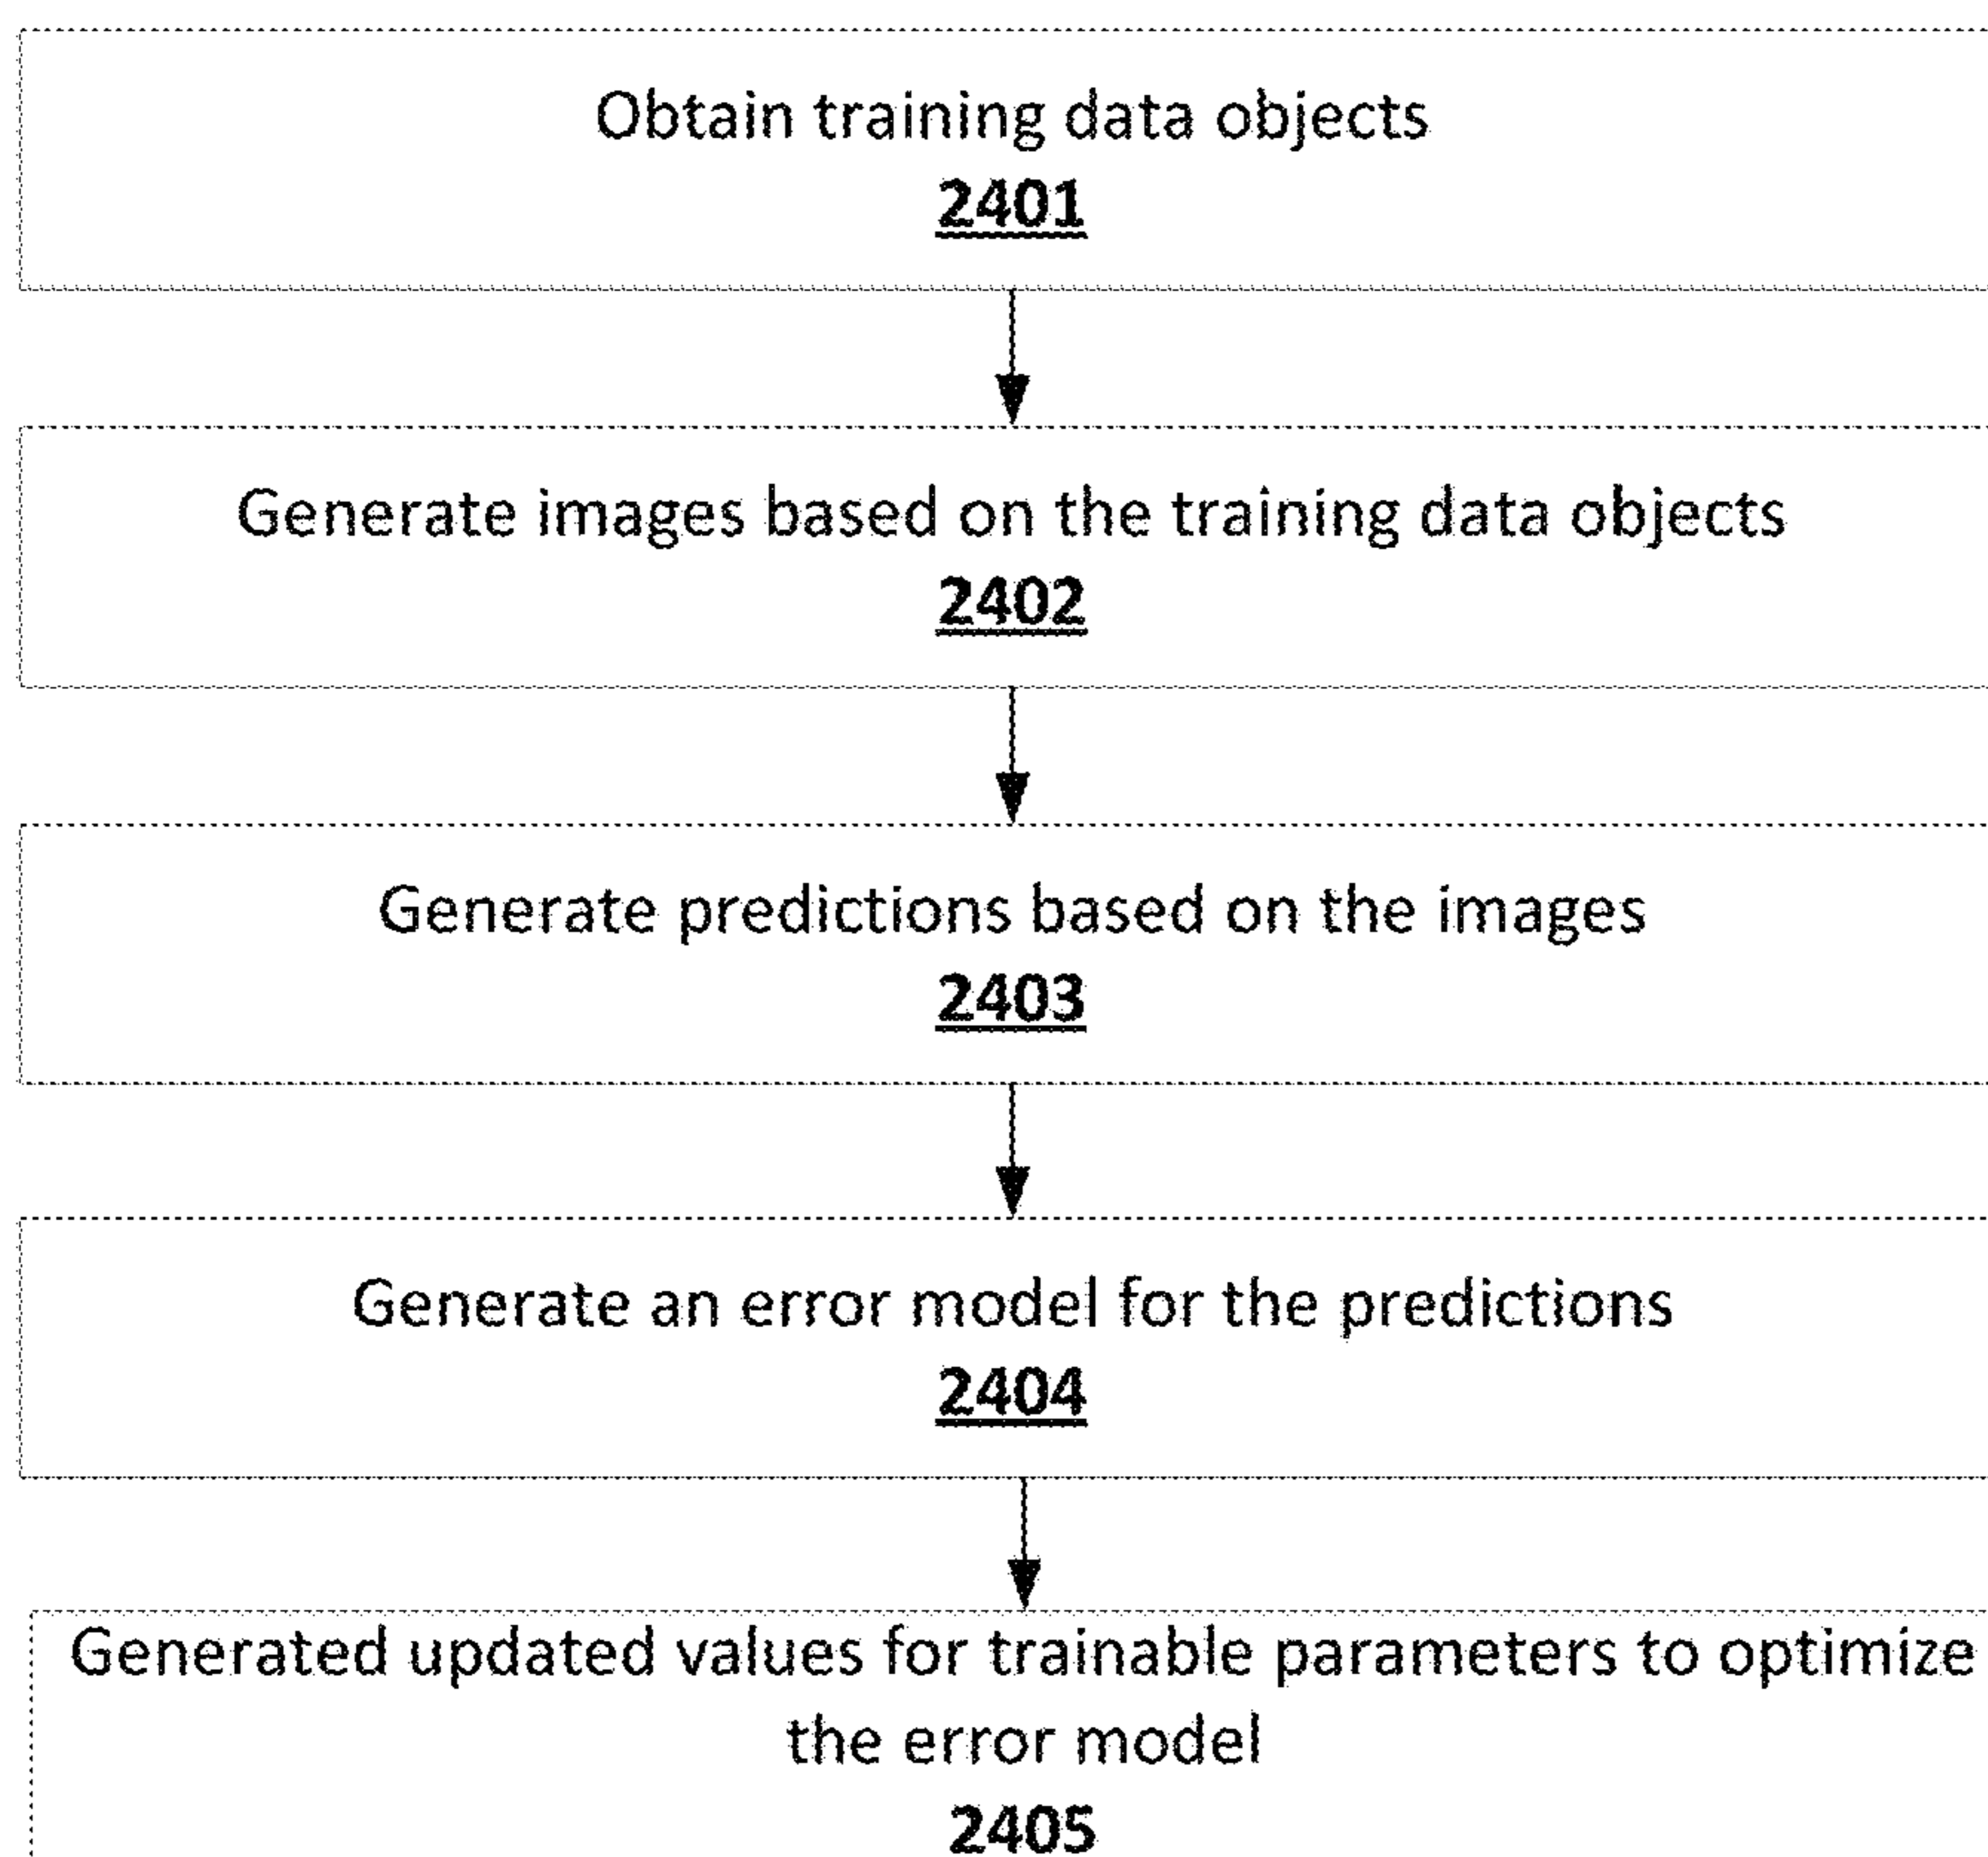 Obtain training data objects
2401
Generate images based on the training data objects
2402
Generate predictions based on the images
2403
Generate an error model for the predictions
2404
Generated updated values for trainable parameters to optimize
the error model
2405